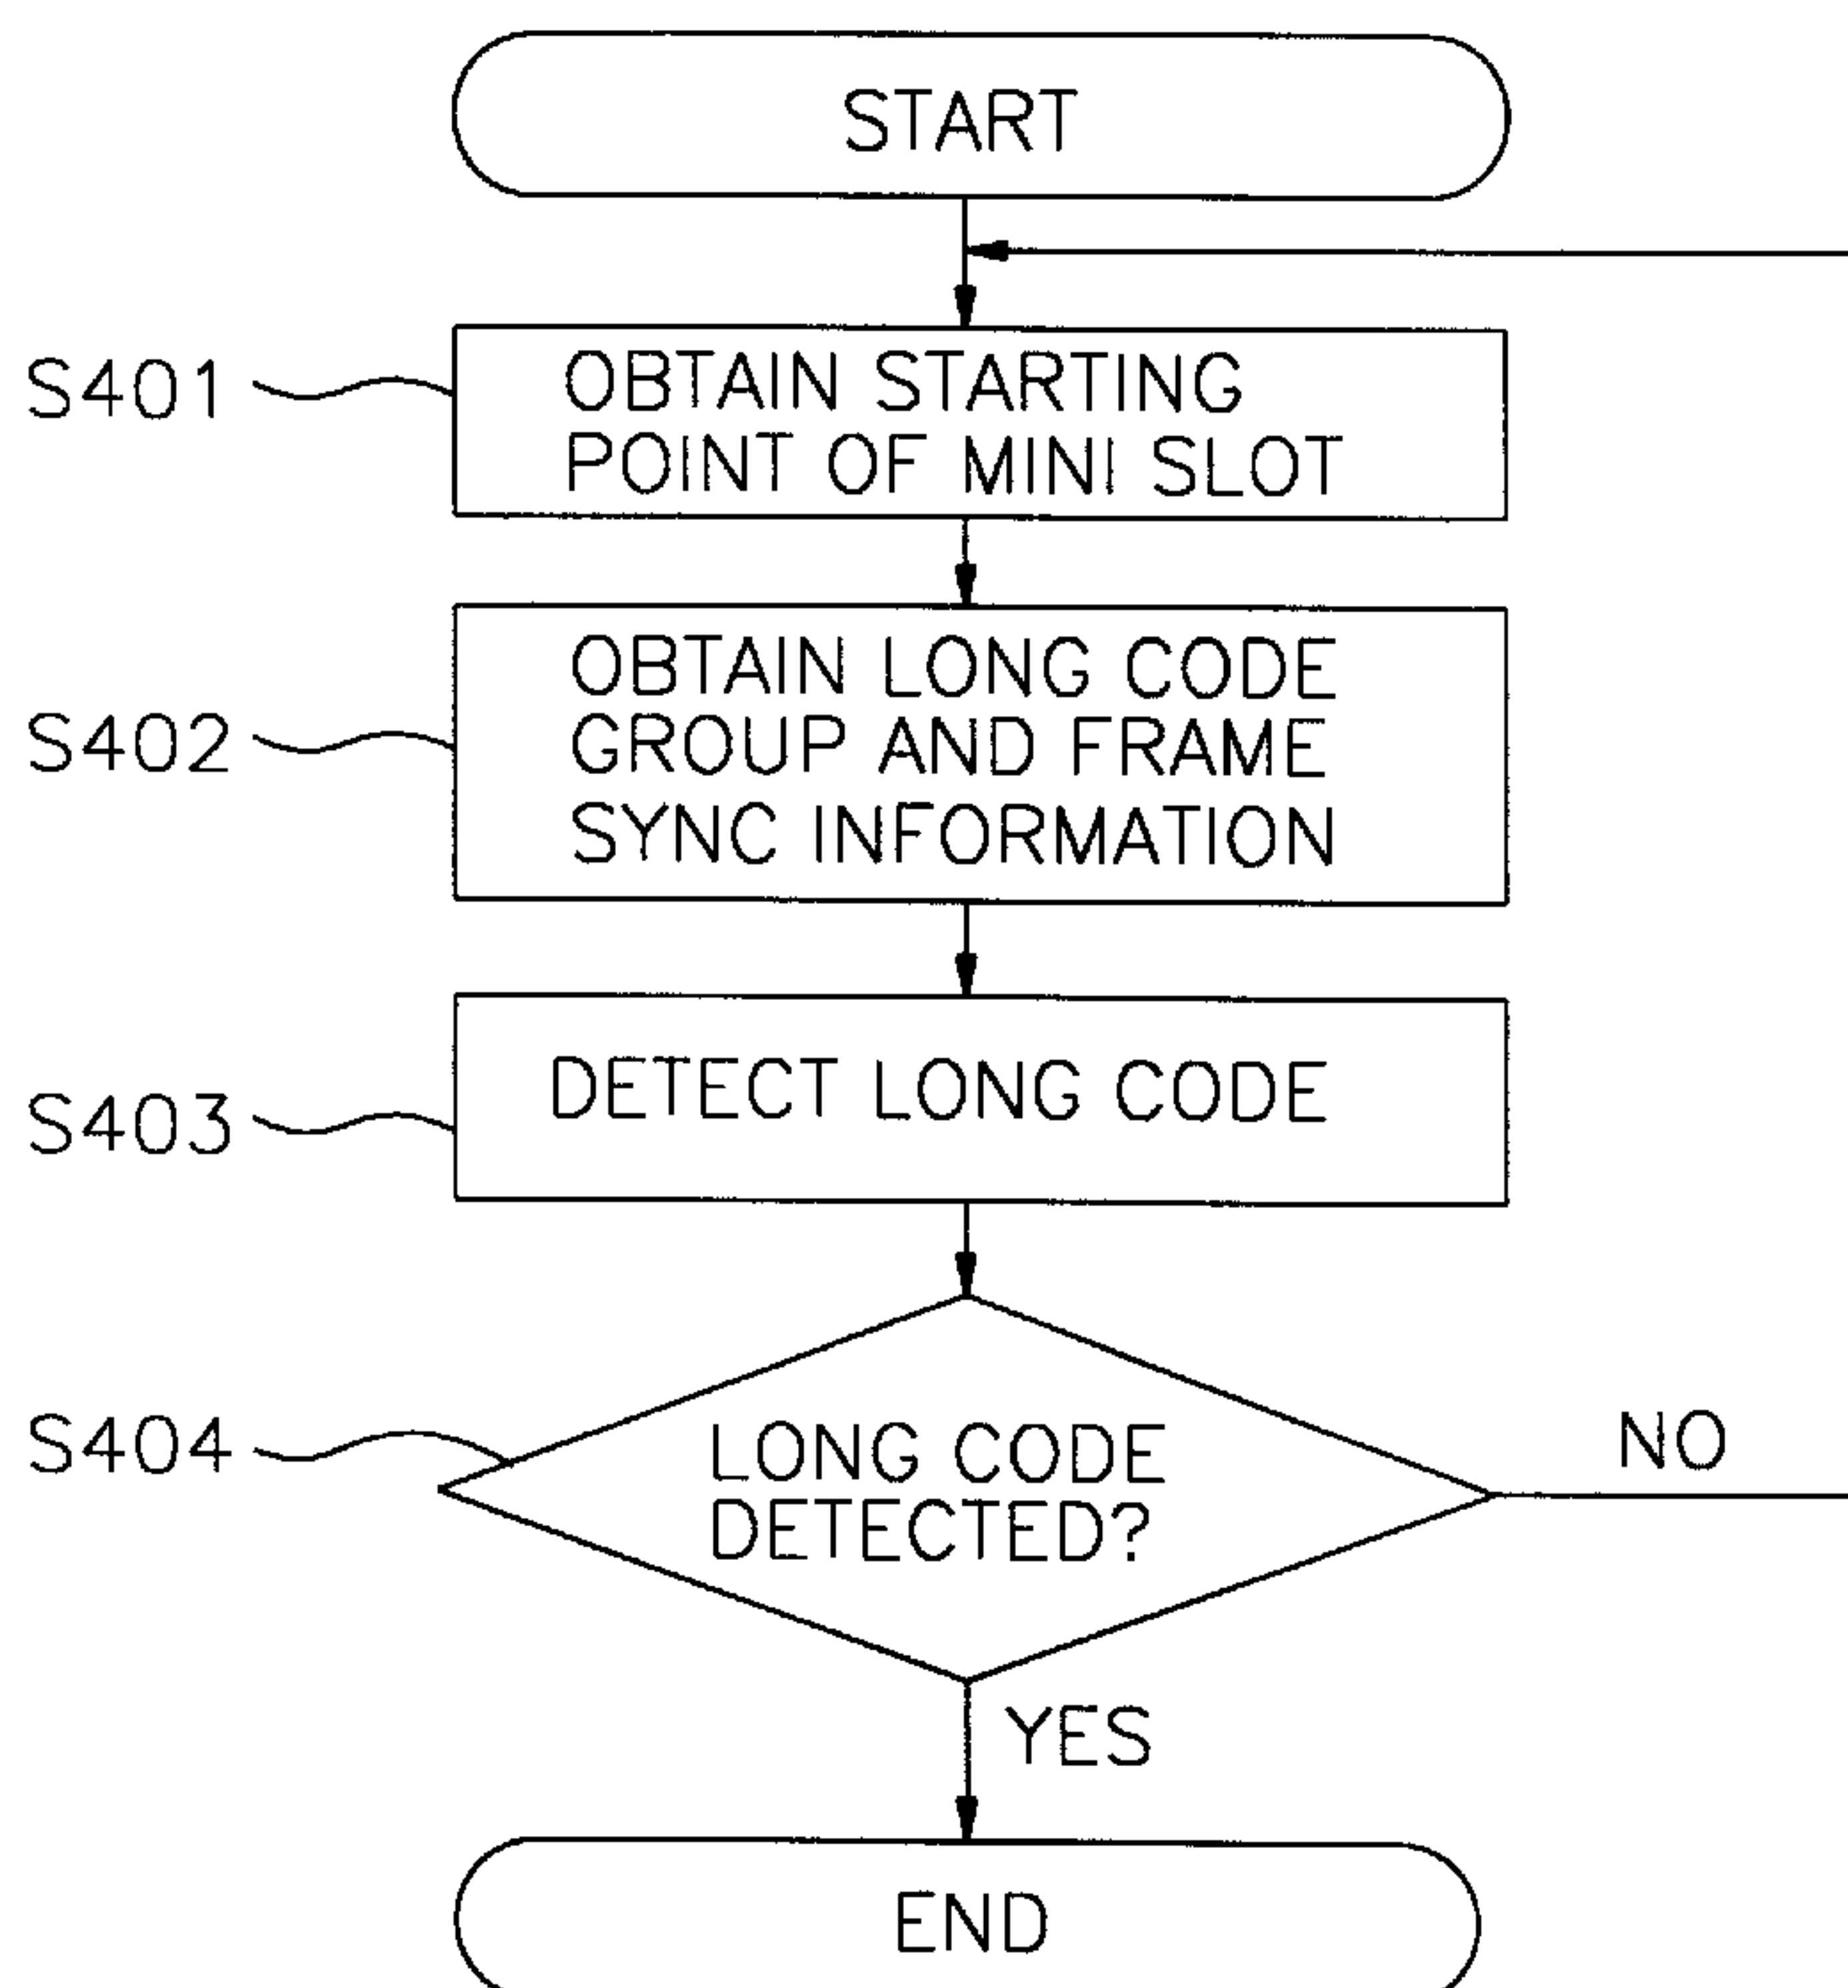 START
S401
OBTAIN STARTING
POINT OF MINI SLOT
S402
OBTAIN LONG CODE
GROUP AND FRAME
SYNC INFORMATION
S403
DETECT LONG CODE
S404
LONG CODE
DETECTED?
NO
YES
END